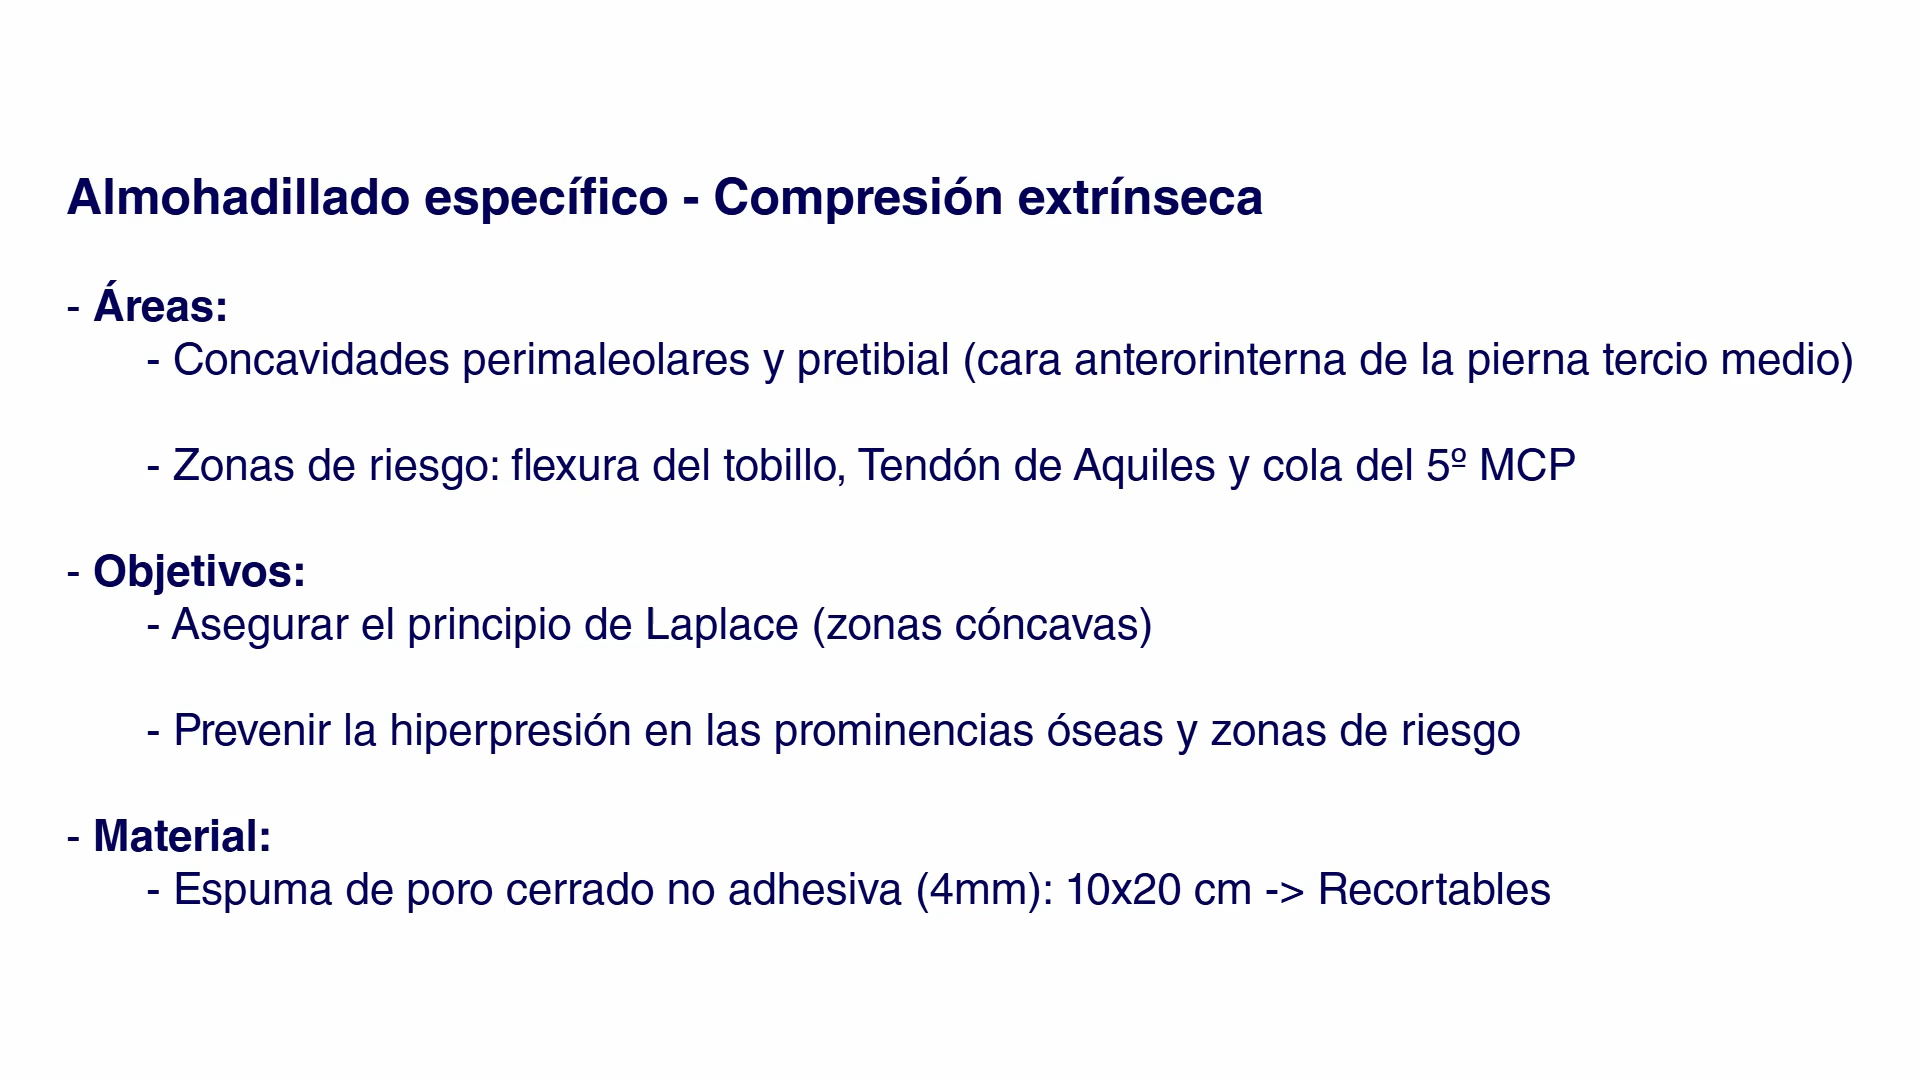 Almohadillado específico - Compresión extrínseca
- Áreas:
- Concavidades perimaleolares y pretibial (cara anterorinterna de la pierna tercio medio)
- Zonas de riesgo: flexura del tobillo, Tendón de Aquiles y cola del 5º MCP
- Objetivos:
- Asegurar el principio de Laplace (zonas cóncavas)
- Prevenir la hiperpresión en las prominencias óseas y zonas de riesgo
- Material:
- Espuma de poro cerrado no adhesiva (4mm): 10x20 cm -> Recortables